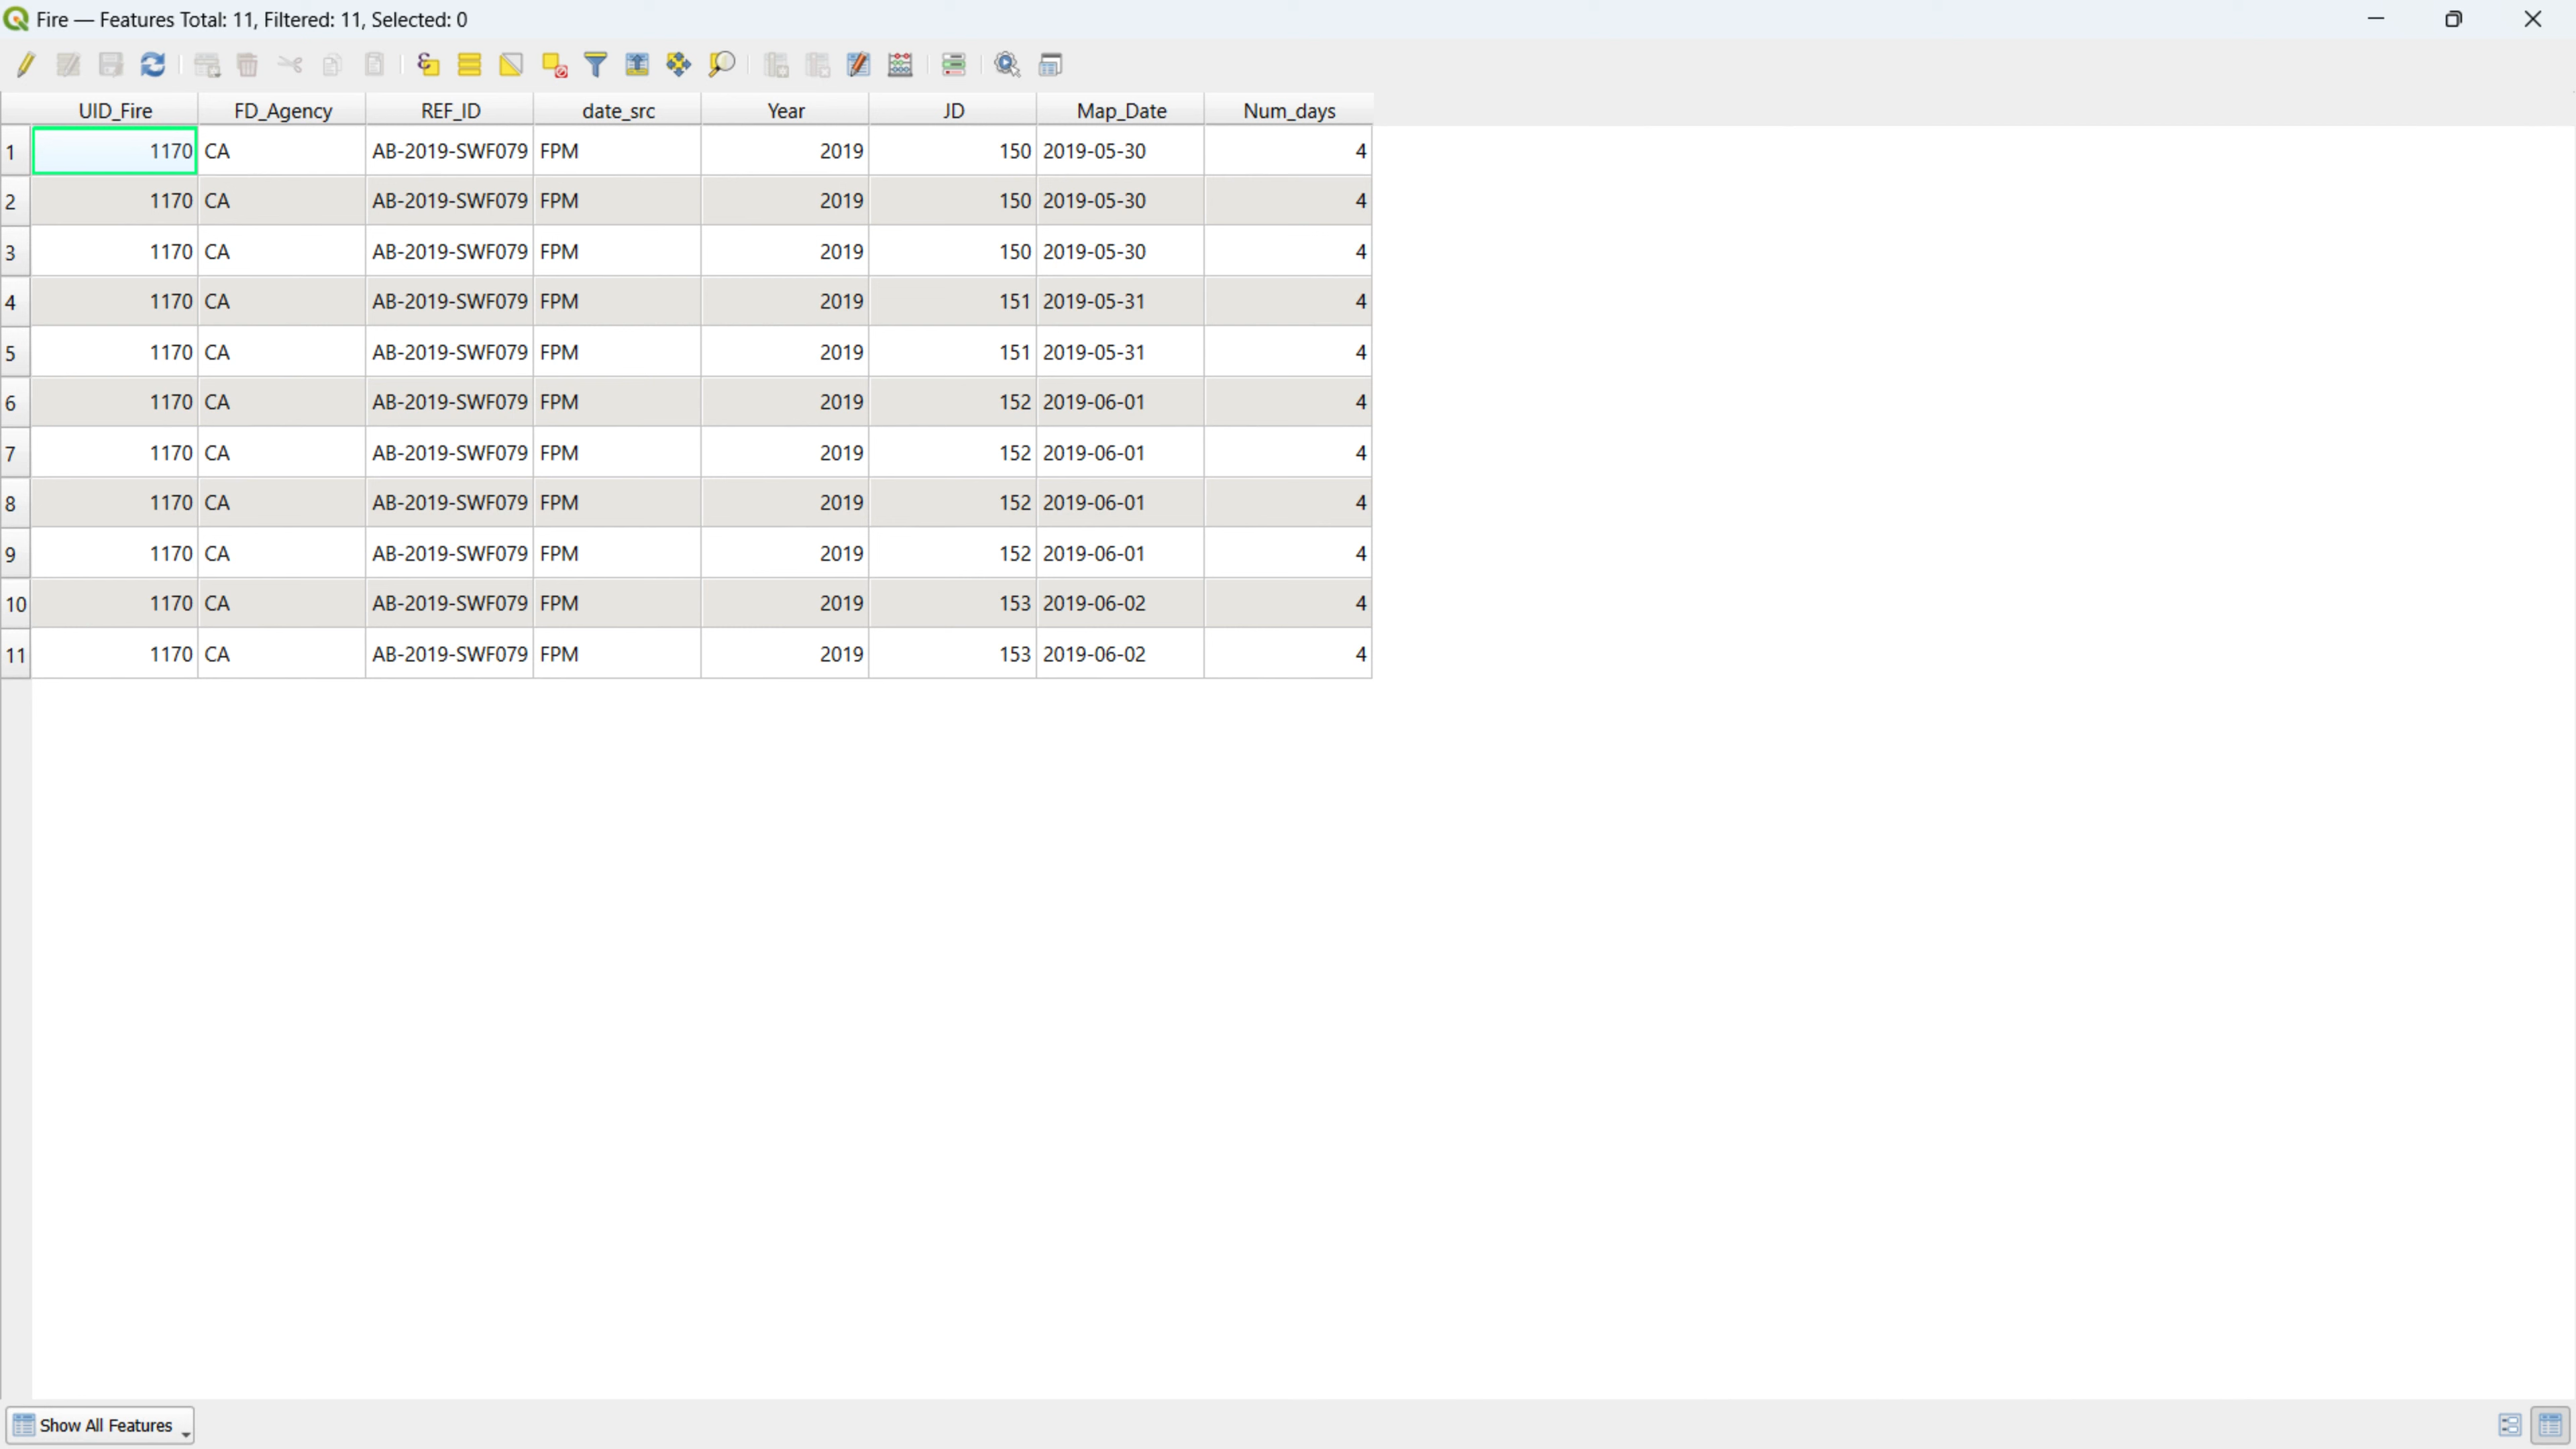 Fire — Features Total: 11, Filtered: 11, Selected: 0
UID_Fire FD_Agency REF_ID date_src Year JD Map_Date Num_days
1 1170 CA AB-2019-SWF079 FPM 2019 150 2019-05-30 4
2 1170 CA AB-2019-SWF079 FPM 2019 150 2019-05-30 4
3 1170 CA AB-2019-SWF079 FPM 2019 150 2019-05-30 4
4 1170 CA AB-2019-SWF079 FPM 2019 151 2019-05-31 4
5 1170 CA AB-2019-SWF079 FPM 2019 151 2019-05-31 4
6 1170 CA AB-2019-SWF079 FPM 2019 152 2019-06-01 4
7 1170 CA AB-2019-SWF079 FPM 2019 152 2019-06-01 4
8 1170 CA AB-2019-SWF079 FPM 2019 152 2019-06-01 4
9 1170 CA AB-2019-SWF079 FPM 2019 152 2019-06-01 4
10 1170 CA AB-2019-SWF079 FPM 2019 153 2019-06-02 4
11 1170 CA AB-2019-SWF079 FPM 2019 153 2019-06-02 4
Show All Features